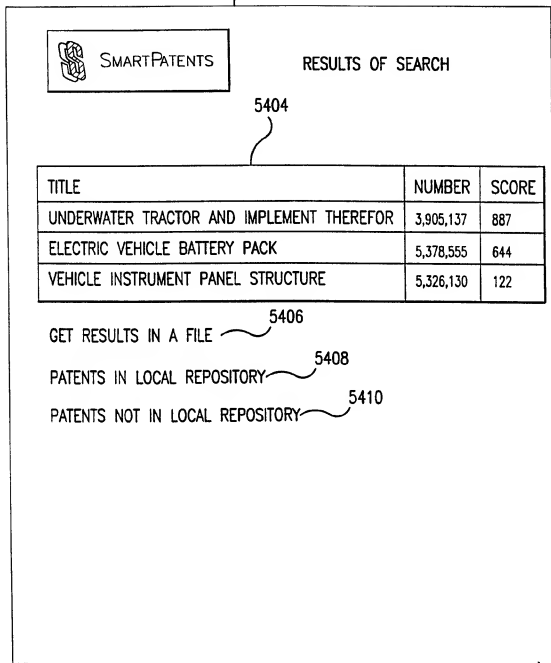 SMARTPATENTS RESULTS OF SEARCH
5404
TITLE NUMBER SCORE
UNDERWATER TRACTOR AND IMPLEMENT THEREFOR 3,905,137 887
ELECTRIC VEHICLE BATTERY PACK 5,378,555 644
VEHICLE INSTRUMENT PANEL STRUCTURE 5,326,130 122
GET RESULTS IN A FILE 5406
PATENTS IN LOCAL REPOSITORY 5408
PATENTS NOT IN LOCAL REPOSITORY 5410